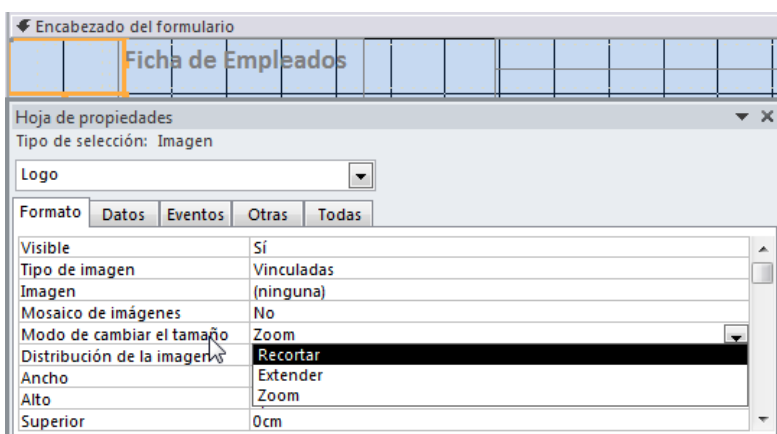 Encabezado del formulario
Ficha de Empleados
Hoja de propiedades
Tipo de selección: Imagen
Logo
Formato Datos Eventos Otras Todas
Visible Sí
Tipo de imagen Vinculadas
Imagen (ninguna)
Mosaico de imágenes No
Modo de cambiar el tamaño Zoom
Distribución de la imagen Recortar
Ancho Extender
Alto Zoom
Superior 0cm